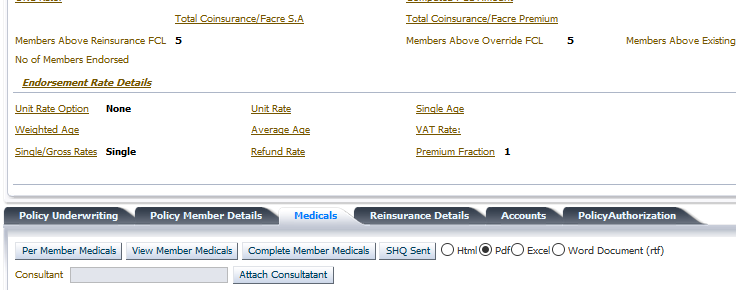 Total Coinsurance/Facre S.A Total Coinsurance/Facre Premium
Members Above Reinsurance FCL 5 Members Above Override FCL 5 Members Above Existing
No of Members Endorsed
Endorsement Rate Details
Unit Rate Option None Unit Rate Single Age
Weighted Age Average Age VAT Rate:
Single/Gross Rates Single Refund Rate Premium Fraction 1
Policy Underwriting Policy Member Details Medicals Reinsurance Details Accounts PolicyAuthorization
Per Member Medicals View Member Medicals Complete Member Medicals SHQ Sent Html Pdf Excel Word Document (rtf)
Consultant Attach Consultatant